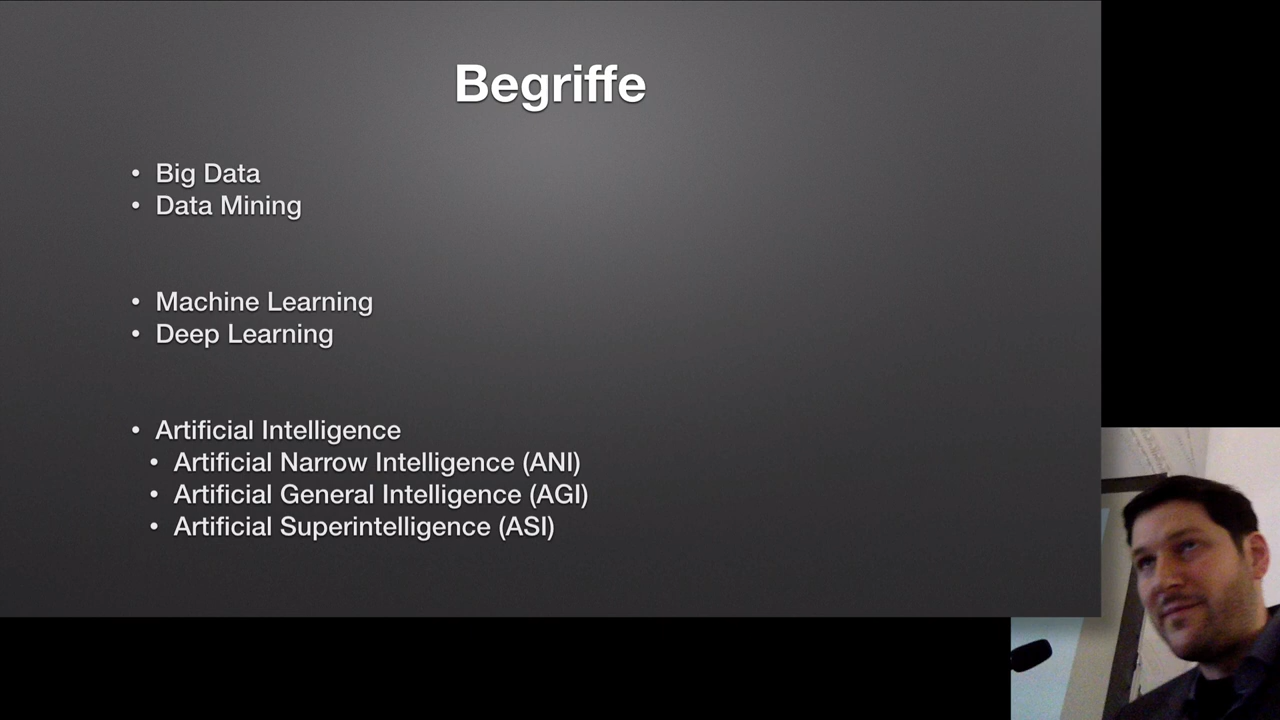 Begriffe
• Big Data
• Data Mining
• Machine Learning
• Deep Learning
• Artificial Intelligence
• Artificial Narrow Intelligence (ANI)
• Artificial General Intelligence (AGI)
• Artificial Superintelligence (ASI)